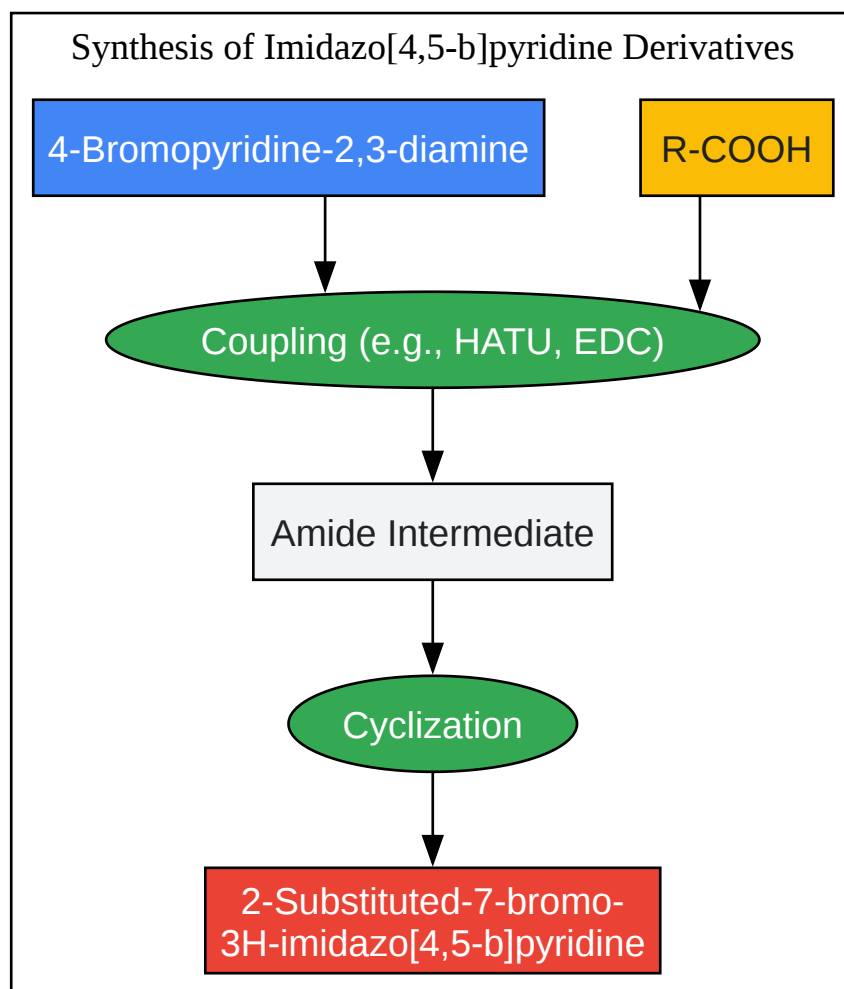 Synthesis of Imidazo[4,5-b]pyridine Derivatives
4-Bromopyridine-2,3-diamine
R-COOH
Coupling (e.g., HATU, EDC)
Amide Intermediate
Cyclization
2-Substituted-7-bromo-
3H-imidazo[4,5-b]pyridine